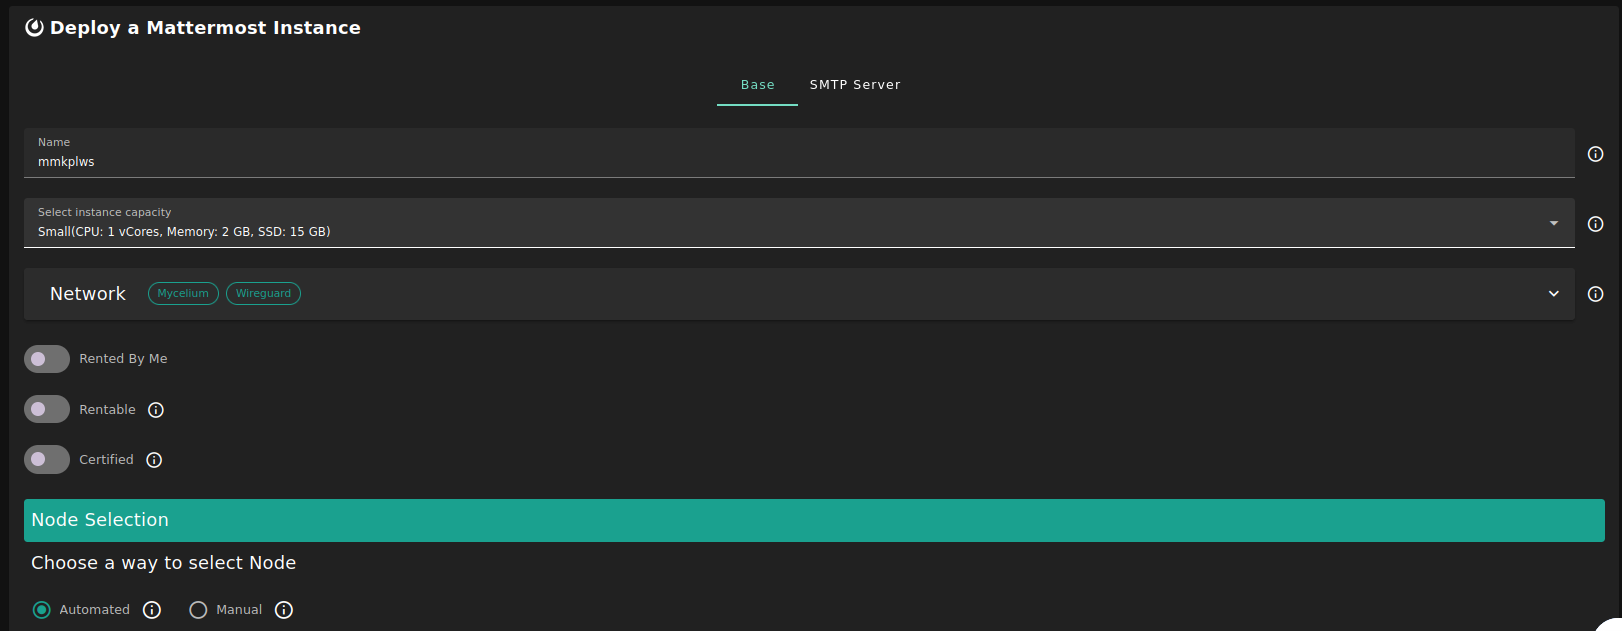 Deploy a Mattermost Instance
Base SMTP Server
Name
mmkplws
Select instance capacity
Small(CPU: 1 vCores, Memory: 2 GB, SSD: 15 GB)
Network Mycelium Wireguard
Rented By Me
Rentable
Certified
Node Selection
Choose a way to select Node
Automated Manual